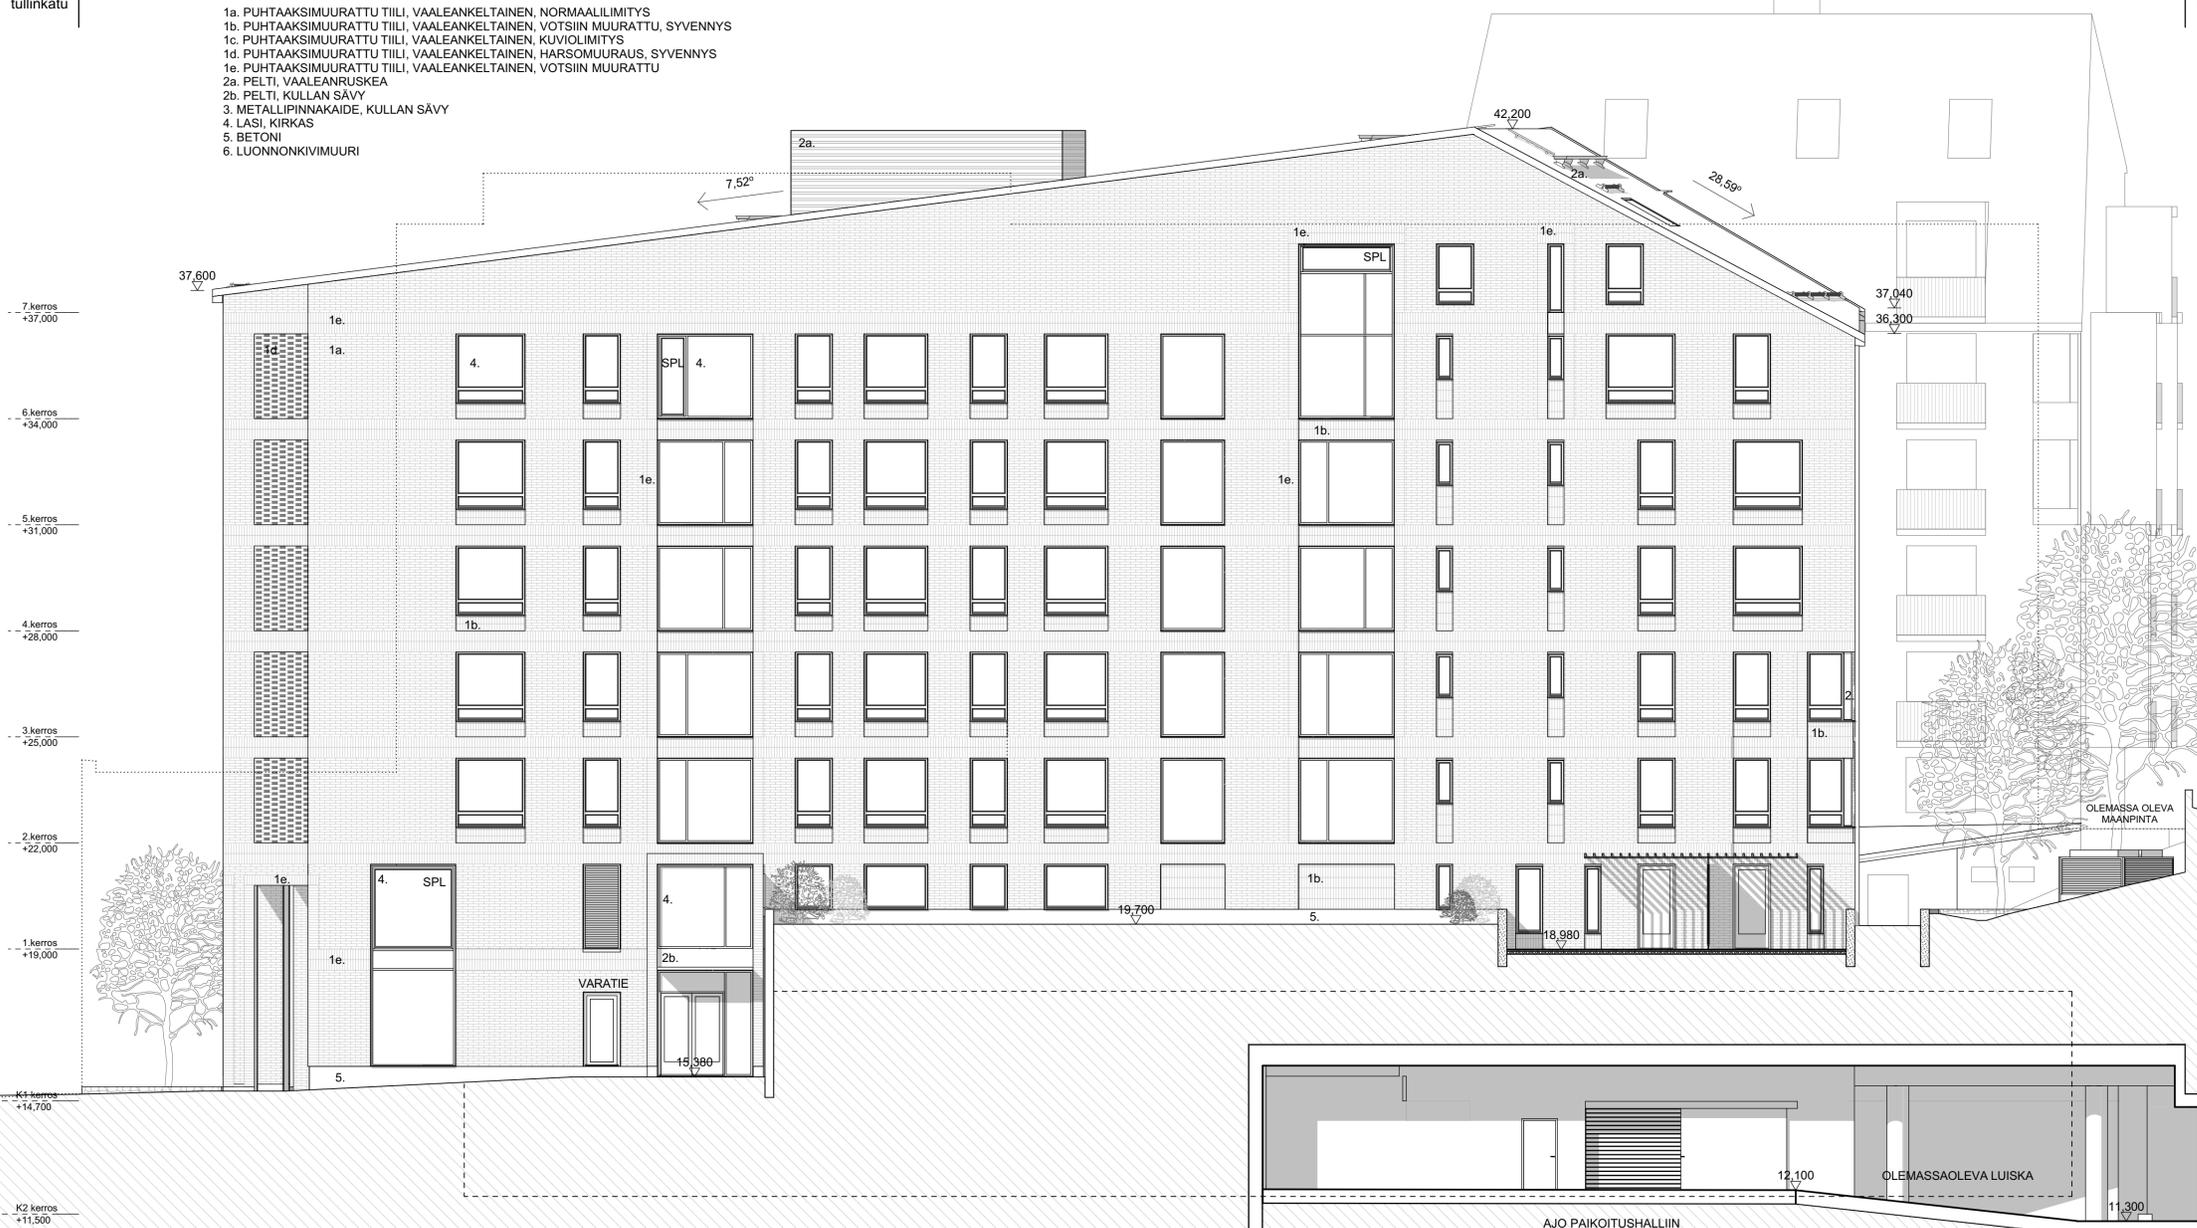 tullinkatu
1a. PUHTAAKSIMUURATTU TIILI, VAALEANKELTAINEN, NORMAALILIMITYS
1b. PUHTAAKSIMUURATTU TIILI, VAALEANKELTAINEN, VOTSIIN MUURATTU, SYVENNYS
1c. PUHTAAKSIMUURATTU TIILI, VAALEANKELTAINEN, KUVIOLIMITYS
1d. PUHTAAKSIMUURATTU TIILI, VAALEANKELTAINEN, HARSOMUURAUS, SYVENNYS
1e. PUHTAAKSIMUURATTU TIILI, VAALEANKELTAINEN, VOTSIIN MUURATTU
2a. PELTI, VAALEANRUSKEA
2b. PELTI, KULLAN SÄVY
3. METALLIPINNAKAIDE, KULLAN SÄVY
4. LASI, KIRKAS
5. BETONI
6. LUONNONKIVIMUURI
42,200
2a.
2a.
7,52º
28,59º
1e.
1e.
SPL
37,600
37,040
7.kerros
+37,000
36,300
1e.
1d.
1a.
4.
SPL
4.
6.kerros
+34,000
1b.
1e.
1e.
5.kerros
+31,000
4.kerros
+28,000
1b.
2.
3.kerros
+25,000
1b.
OLEMASSA OLEVA
MAANPINTA
2.kerros
+22,000
1e.
4.
SPL
4.
1b.
19,700
5.
18,980
1.kerros
+19,000
1e.
2b.
VARATIE
15,380
5.
K1 kerros
+14,700
12,100
OLEMASSAOLEVA LUISKA
11,300
K2 kerros
+11,500
AJO PAIKOITUSHALLIIN